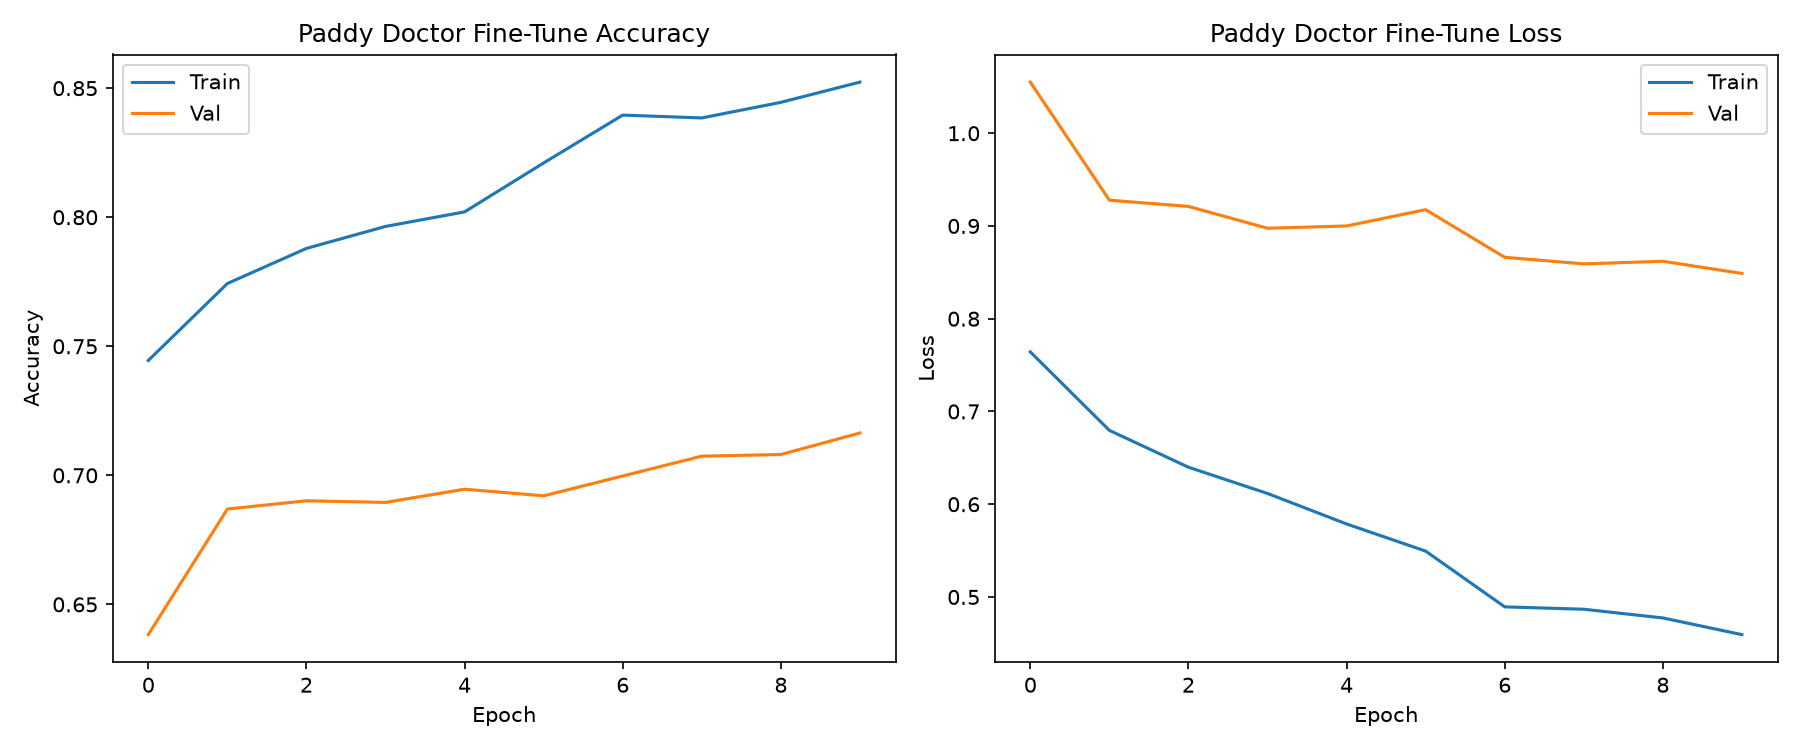 Paddy Doctor Fine-Tune Accuracy
Train
Val
0.85
0.80
0.75
0.70
0.65
Accuracy
0 2 4 6 8
Epoch
Paddy Doctor Fine-Tune Loss
Train
Val
1.0
0.9
0.8
0.7
0.6
0.5
Loss
0 2 4 6 8
Epoch